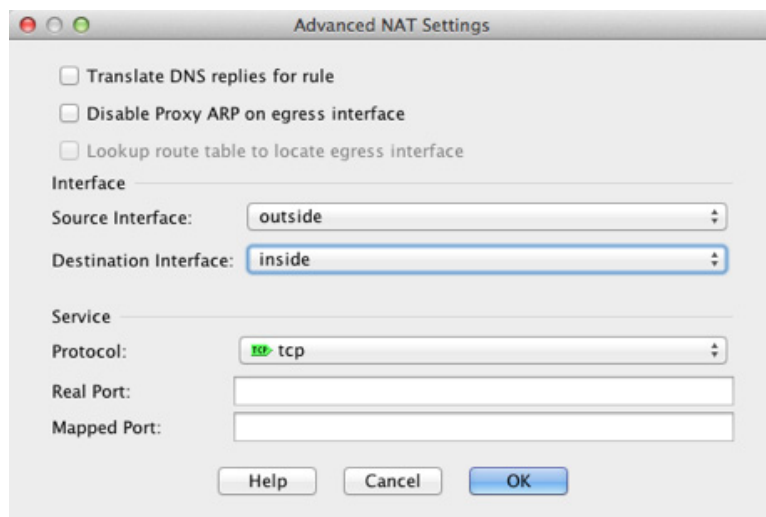 Advanced NAT Settings
Translate DNS replies for rule
Disable Proxy ARP on egress interface
Lookup route table to locate egress interface
Interface
Source Interface: outside
Destination Interface: inside
Service
Protocol: TCP tcp
Real Port:
Mapped Port:
Help Cancel OK